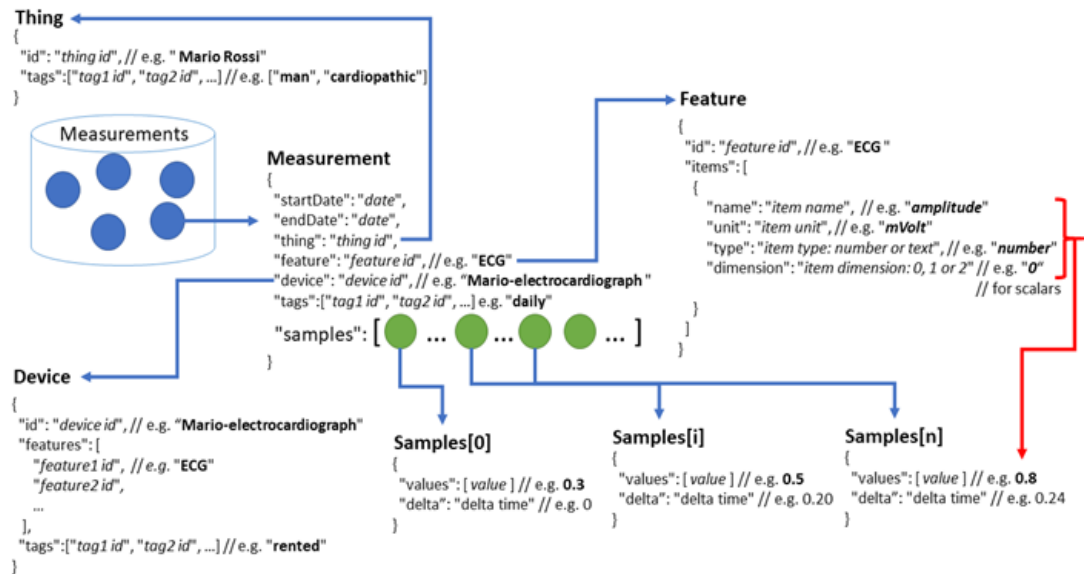 Thing
{
"id": "thing id", // e.g. " Mario Rossi"
"tags":["tag1 id", "tag2 id", …] // e.g. ["man", "cardiopathic"]
}
Measurements
Measurement
{
"startDate": "date",
"endDate": "date",
"thing": "thing id",
"feature": "feature id", // e.g. "ECG"
"device": "device id", // e.g. “Mario-electrocardiograph "
"tags":["tag1 id", "tag2 id", …] e.g. "daily"
"samples": [ … … … ]
}
Feature
{
"id": "feature id", // e.g. "ECG "
"items": [
{
"name": "item name", // e.g. "amplitude"
"unit": "item unit", // e.g. "mVolt"
"type": "item type: number or text", // e.g. "number"
"dimension": "item dimension: 0, 1 or 2" // e.g. "0“
// for scalars
}
]
}
Device
{
"id": "device id", // e.g. “Mario-electrocardiograph"
"features": [
"feature1 id", // e.g. "ECG"
"feature2 id",
…
],
"tags":["tag1 id", "tag2 id", …] // e.g. "rented"
}
Samples[0]
{
"values": [ value ] // e.g. 0.3
"delta”: "delta time" // e.g. 0
}
Samples[i]
{
"values": [ value ] // e.g. 0.5
"delta”: "delta time" // e.g. 0.20
}
Samples[n]
{
"values": [ value ] // e.g. 0.8
"delta”: "delta time" // e.g. 0.24
}